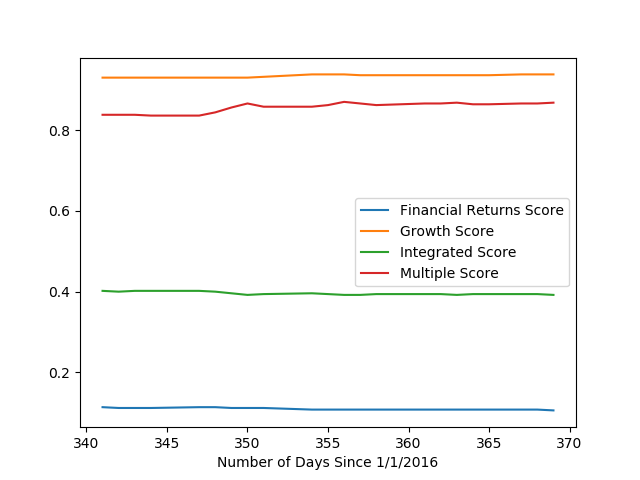 0.8
0.6
0.4
0.2
Financial Returns Score
Growth Score
Integrated Score
Multiple Score
340 345 350 355 360 365 370
Number of Days Since 1/1/2016